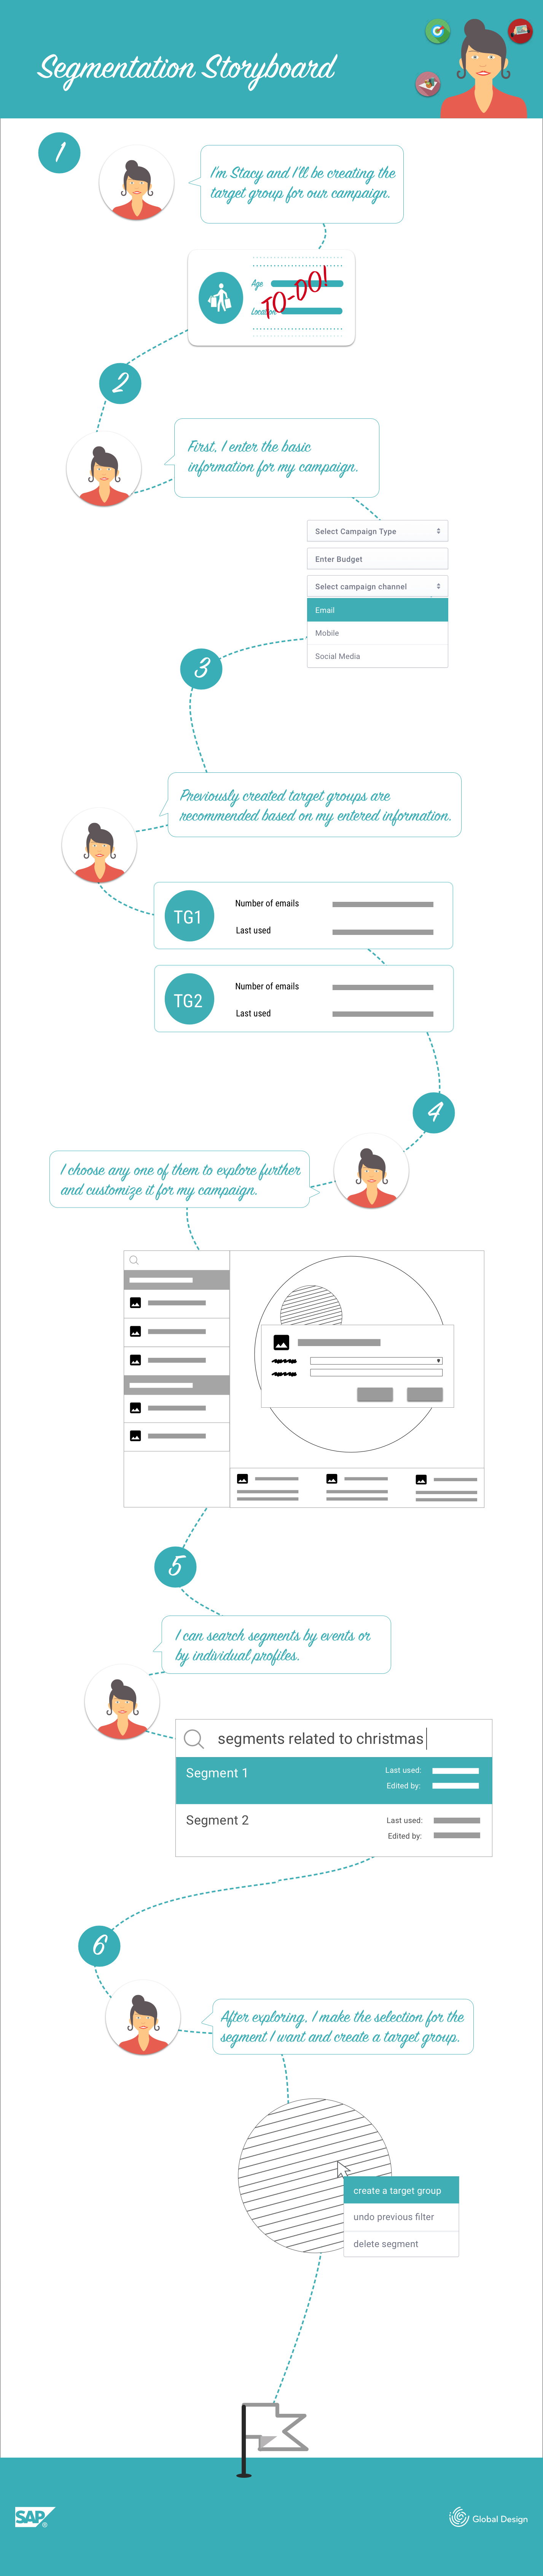 Segmentation Storyboard
1
I'm Stacy and I'll be creating the
target group for our campaign.
Age
Location
TO-DO!
2
First, I enter the basic
information for my campaign.
Select Campaign Type
Enter Budget
Select campaign channel
Email
Mobile
Social Media
3
Previously created target groups are
recommended based on my entered information.
TG1
Number of emails
Last used
TG2
Number of emails
Last used
4
I choose any one of them to explore further
and customize it for my campaign.
5
I can search segments by events or
by individual profiles.
segments related to christmas
Segment 1
Last used:
Edited by:
Segment 2
Last used:
Edited by:
6
After exploring, I make the selection for the
segment I want and create a target group.
create a target group
undo previous filter
delete segment
SAP®
Global Design